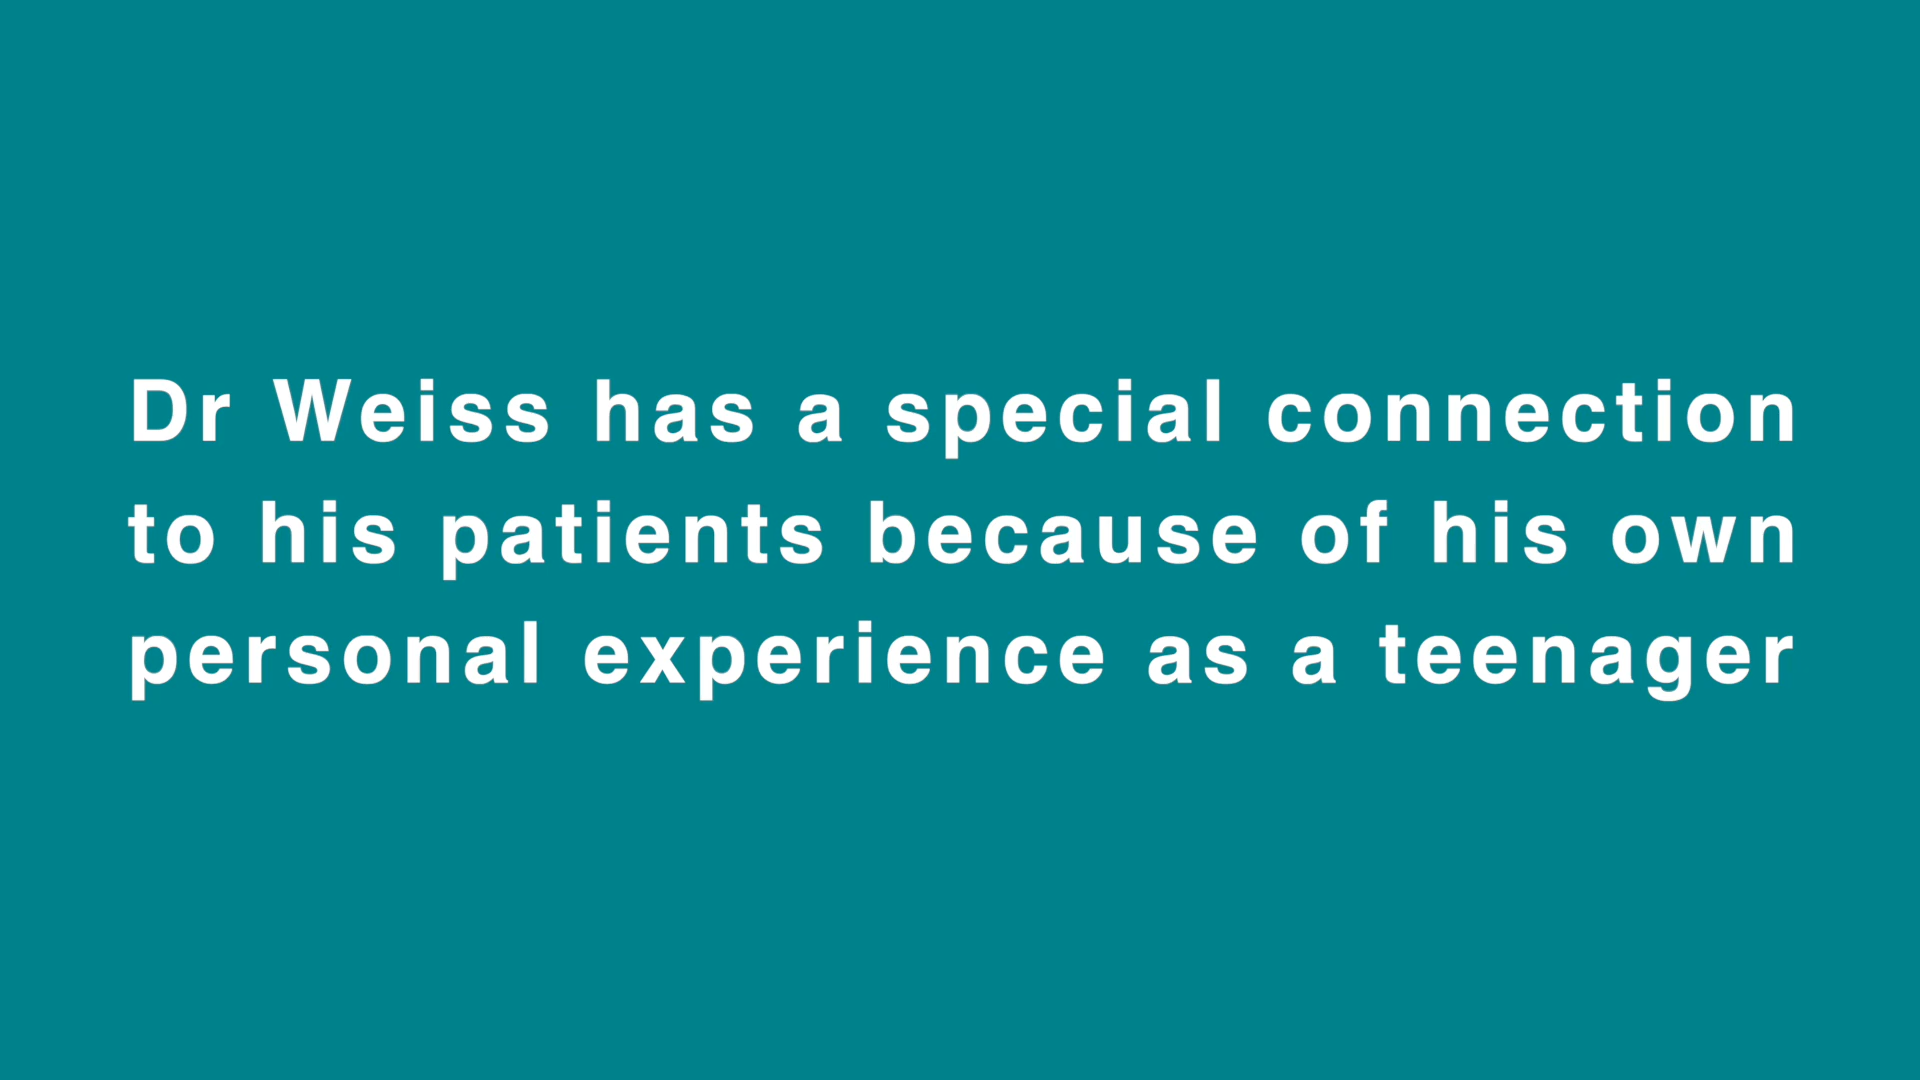 Dr Weiss has a special connection
to his patients because of his own
personal experience as a teenager